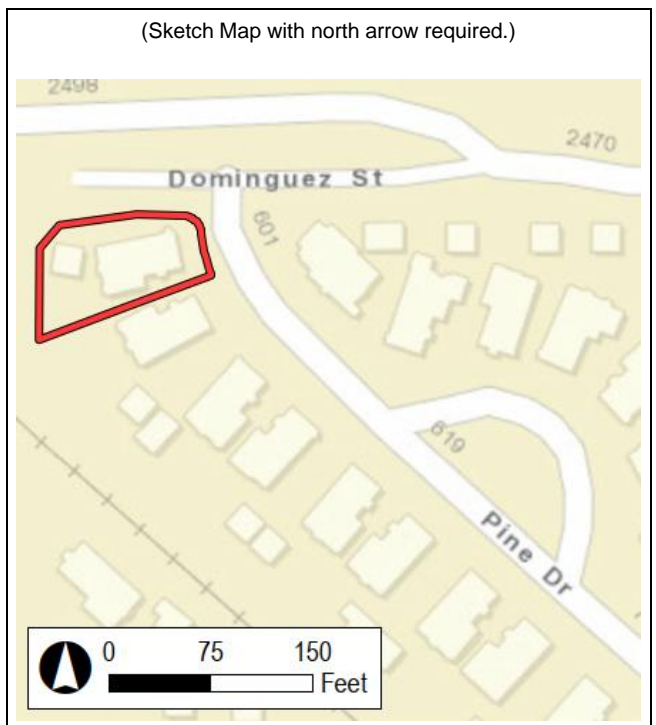 (Sketch Map with north arrow required.)
2498
2470
Dominguez St
601
619
Pine Dr
0 75 150
Feet